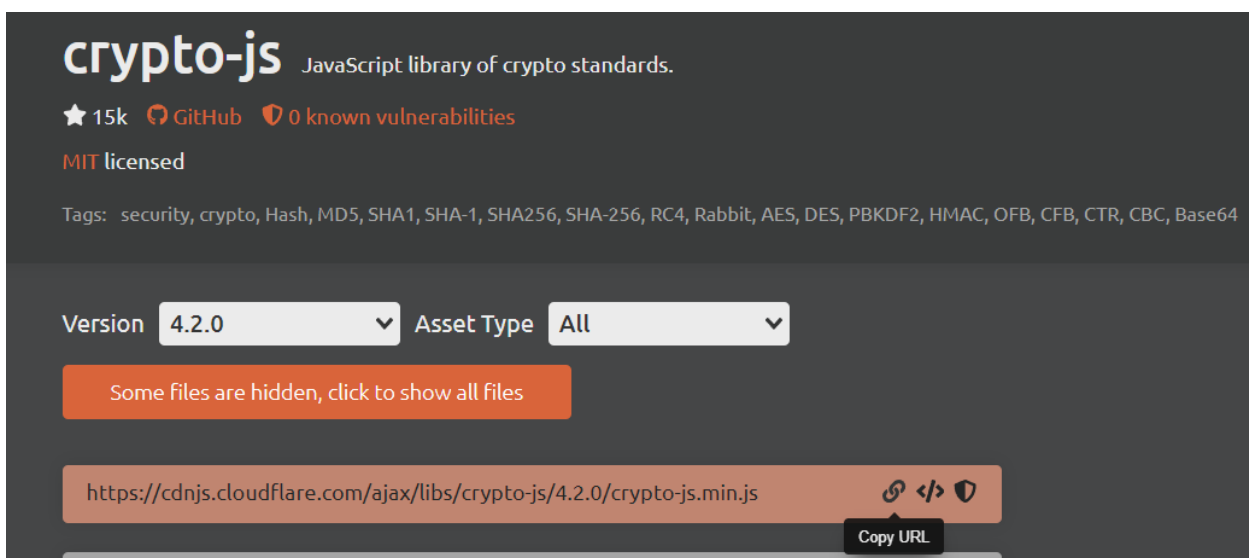 crypto-js JavaScript library of crypto standards.
15k GitHub 0 known vulnerabilities
MIT licensed
Tags: security, crypto, Hash, MD5, SHA1, SHA-1, SHA256, SHA-256, RC4, Rabbit, AES, DES, PBKDF2, HMAC, OFB, CFB, CTR, CBC, Base64
Version 4.2.0 Asset Type All
Some files are hidden, click to show all files
https://cdnjs.cloudflare.com/ajax/libs/crypto-js/4.2.0/crypto-js.min.js </>
Copy URL